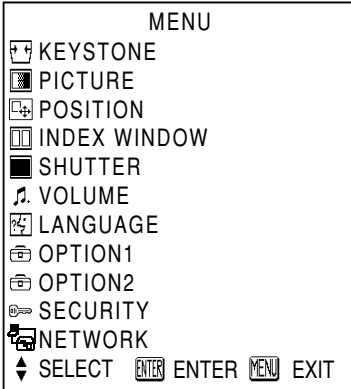 MENU
KEYSTONE
PICTURE
POSITION
INDEX WINDOW
SHUTTER
VOLUME
LANGUAGE
OPTION1
OPTION2
SECURITY
NETWORK
SELECT ENTER ENTER MENU EXIT